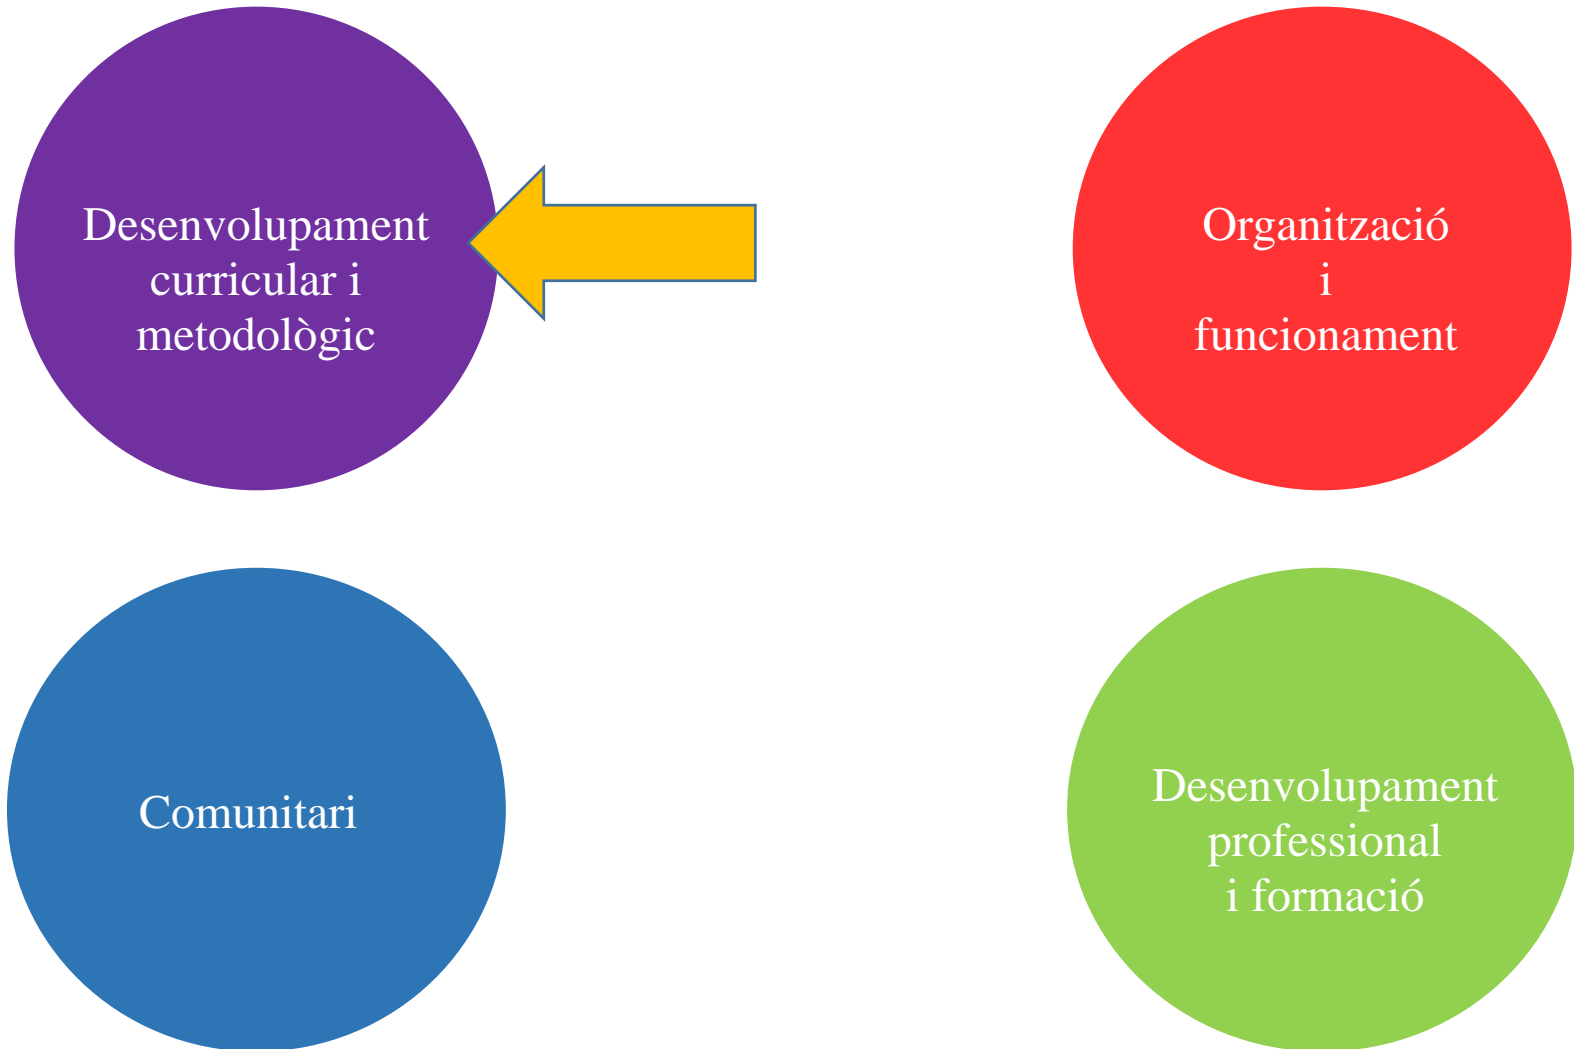 Desenvolupament
curricular i
metodològic
Organització
i
funcionament
Comunitari
Desenvolupament
professional
i formació